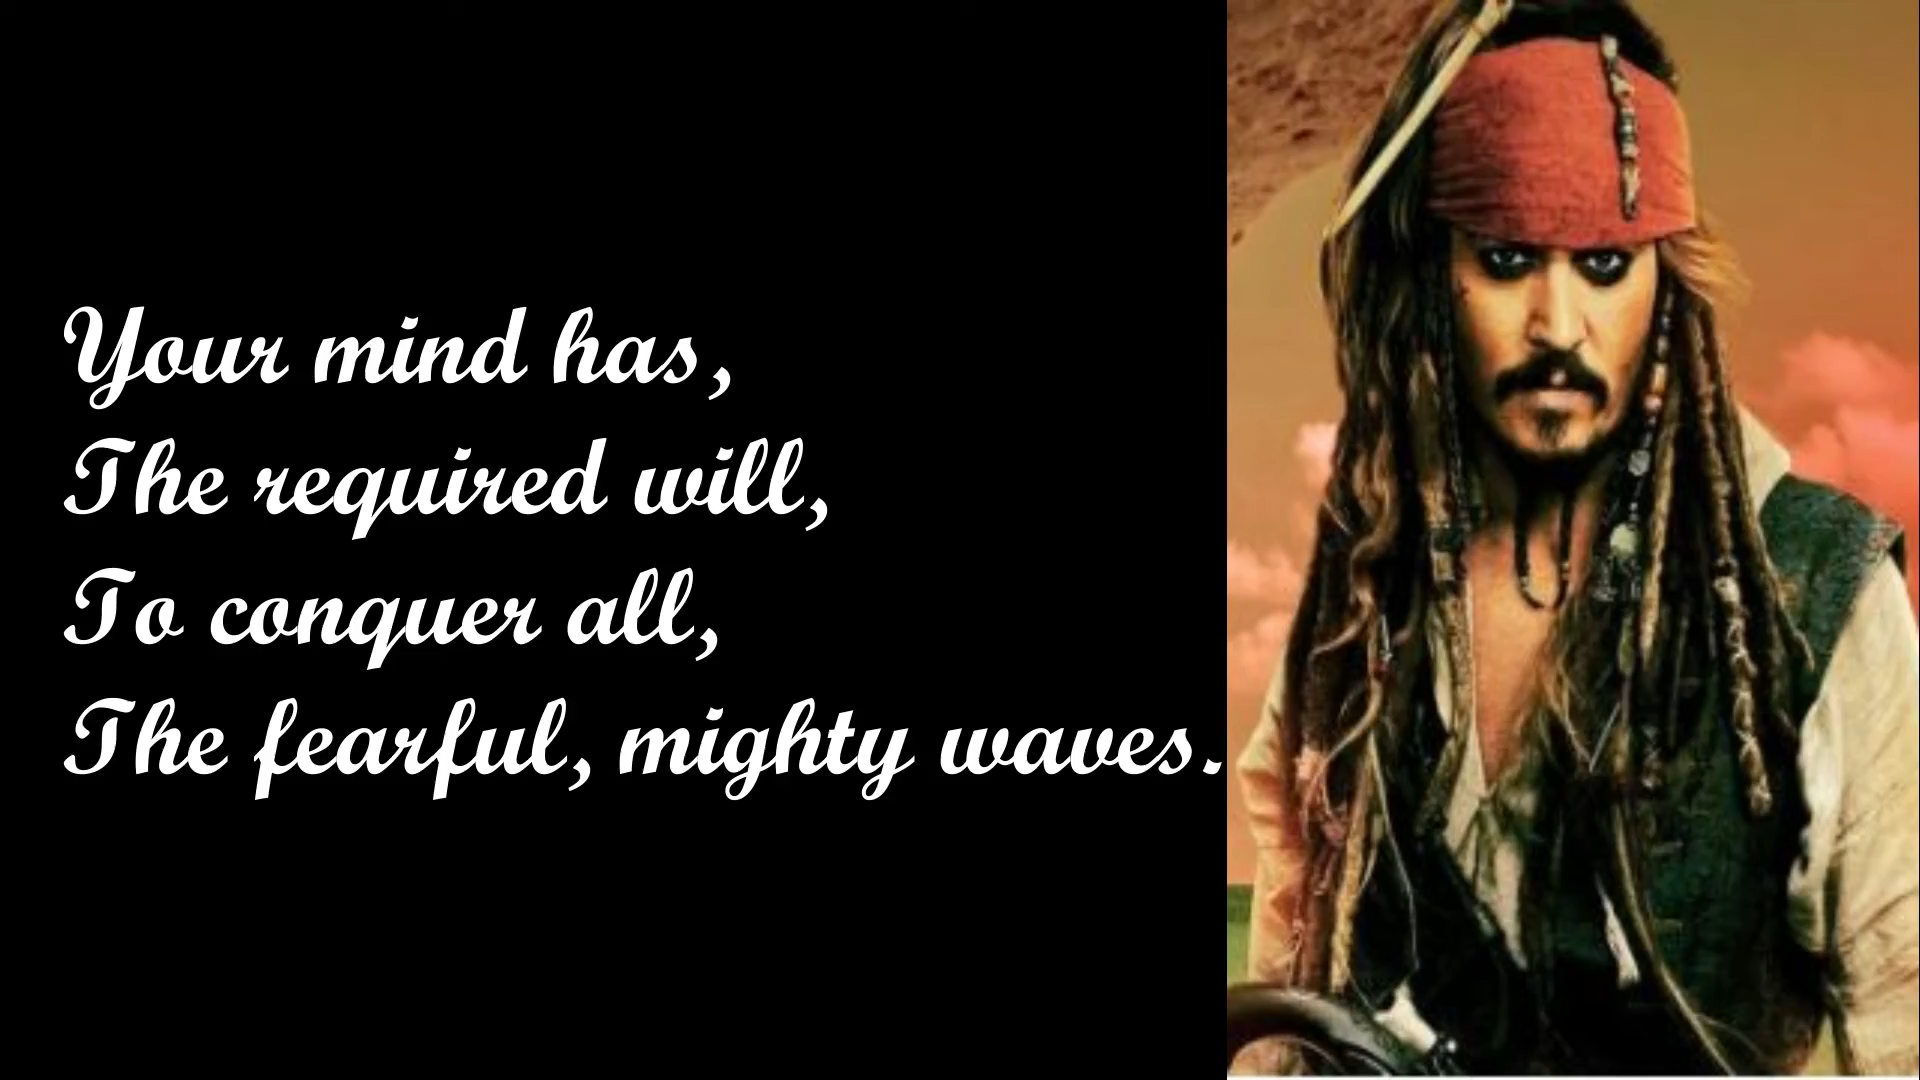 Your mind has,
The required will,
To conquer all,
The fearful, mighty waves.